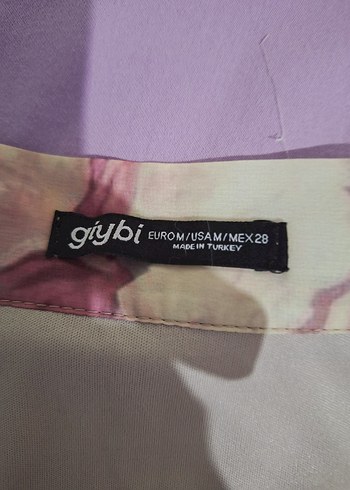 giybi EURO M/USA M/MEX 28
MADE IN TURKEY